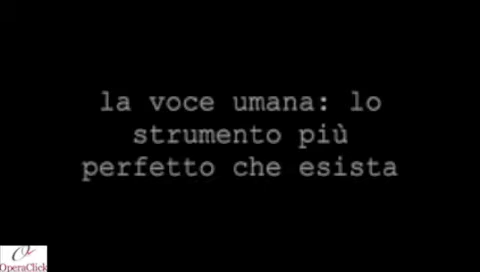 la voce umana: lo
strumento più
perfetto che esista
OperaClick